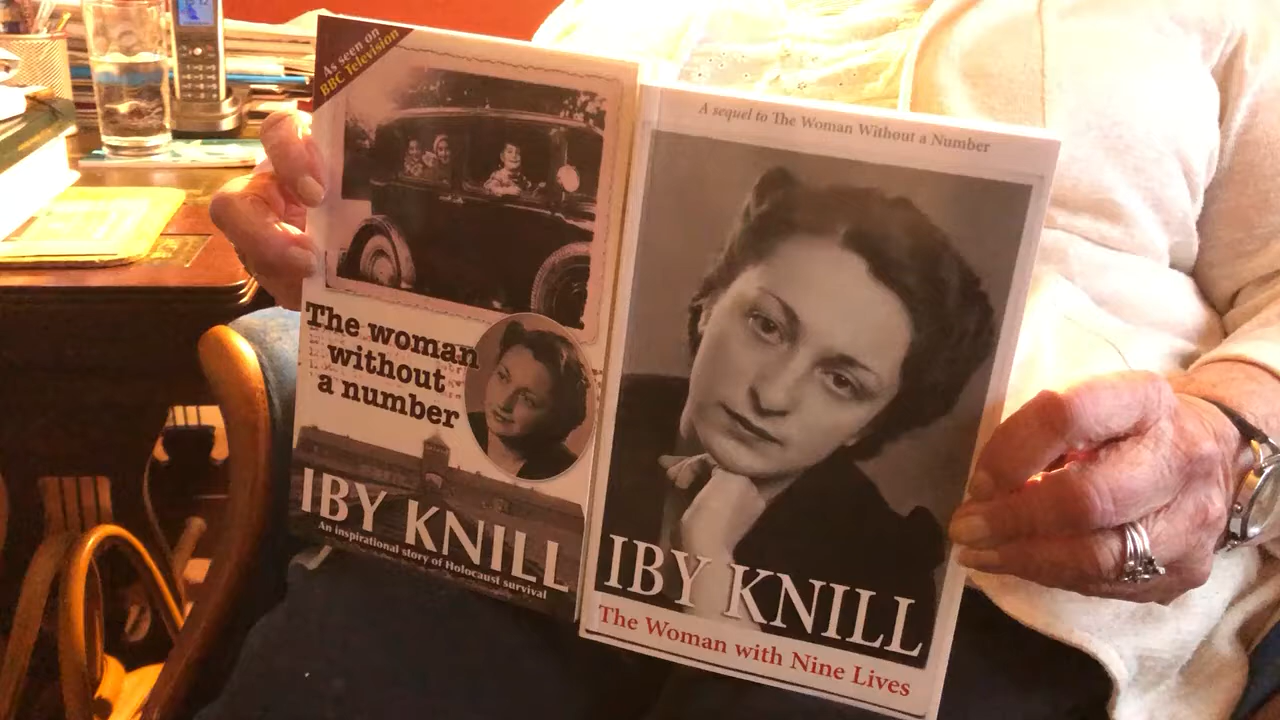 As seen on
BBC Television
The woman
without
a number
IBY KNILL
An inspirational story of Holocaust survival
A sequel to The Woman Without a Number
IBY KNILL
The Woman with Nine Lives